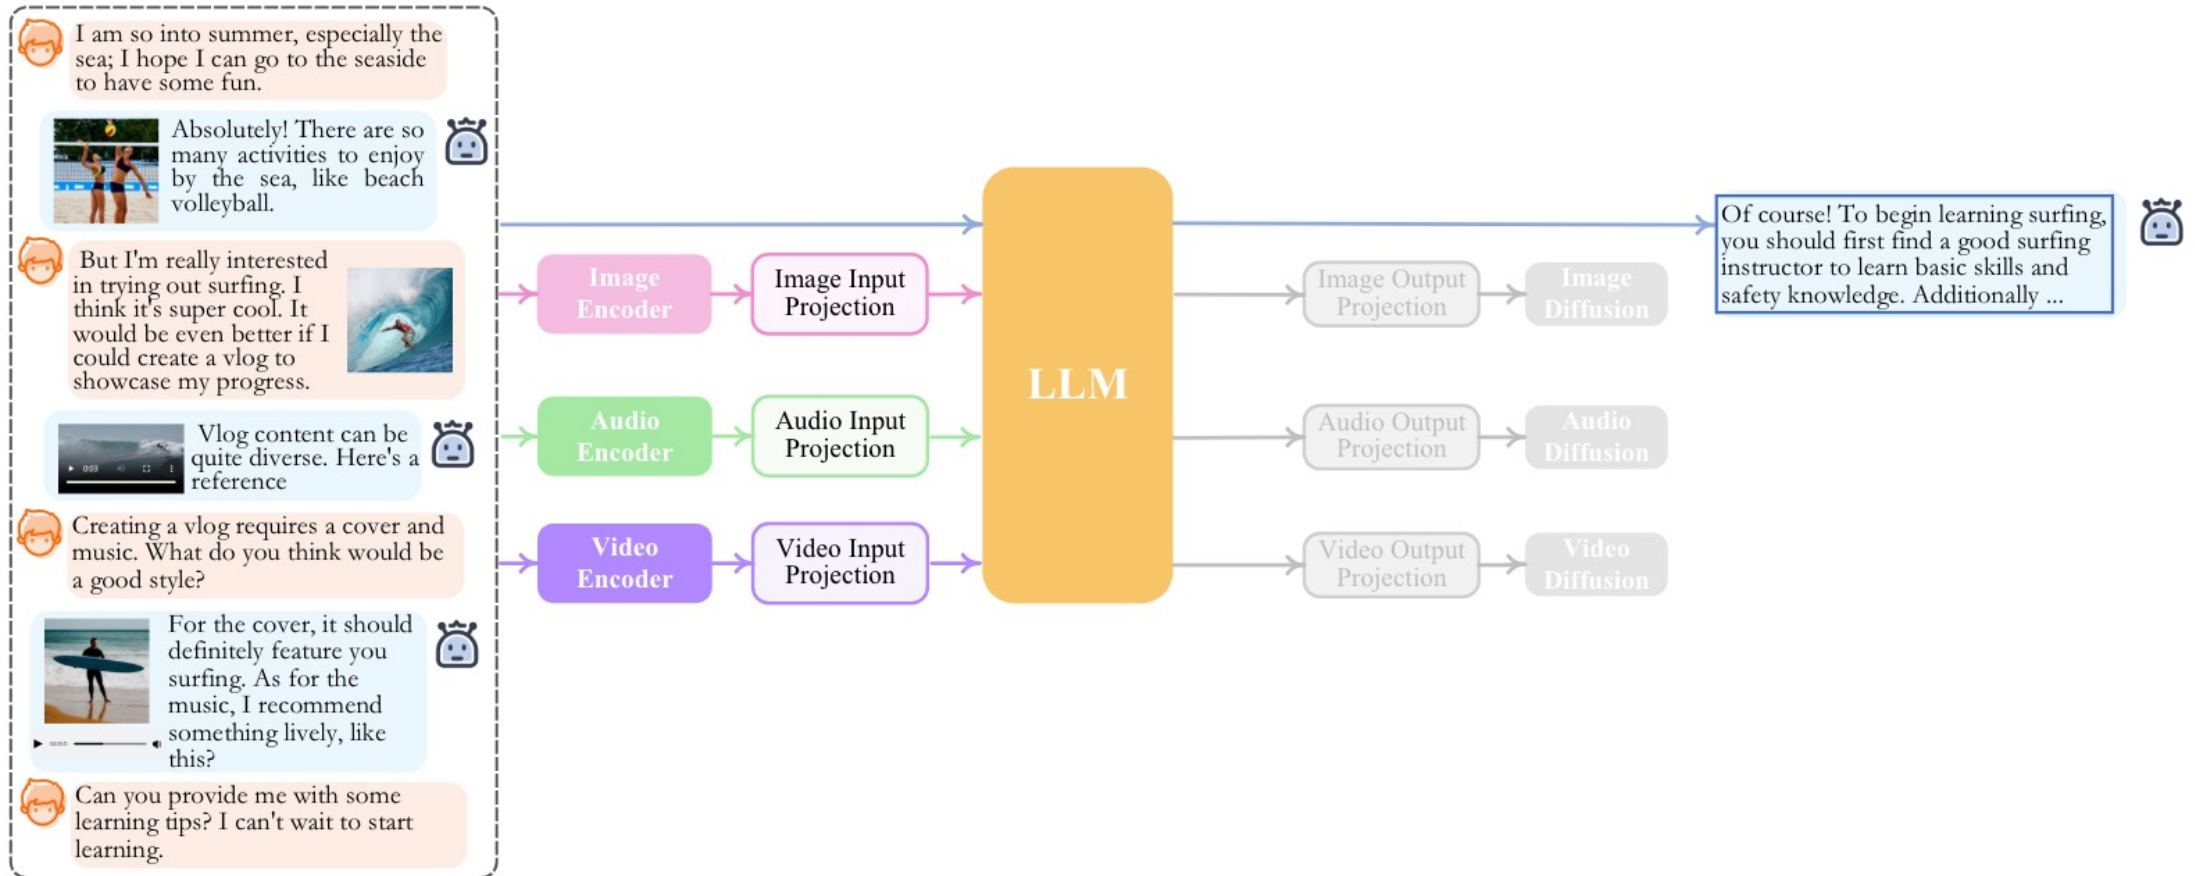 I am so into summer, especially the
sea; I hope I can go to the seaside
to have some fun.
Absolutely! There are so
many activities to enjoy
by the sea, like beach
volleyball.
But I'm really interested
in trying out surfing. I
think it's super cool. It
would be even better if I
could create a vlog to
showcase my progress.
0:03
Vlog content can be
quite diverse. Here's a
reference
Creating a vlog requires a cover and
music. What do you think would be
a good style?
For the cover, it should
definitely feature you
surfing. As for the
music, I recommend
something lively, like
this?
Can you provide me with some
learning tips? I can't wait to start
learning.
Image
Encoder
Image Input
Projection
Audio
Encoder
Audio Input
Projection
Video
Encoder
Video Input
Projection
LLM
Image Output
Projection
Image
Diffusion
Audio Output
Projection
Audio
Diffusion
Video Output
Projection
Video
Diffusion
Of course! To begin learning surfing,
you should first find a good surfing
instructor to learn basic skills and
safety knowledge. Additionally ...